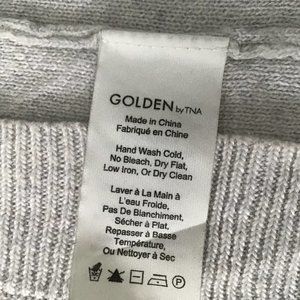 GOLDEN by TNA
Made in China
Fabriqué en Chine
Hand Wash Cold,
No Bleach, Dry Flat,
Low Iron, Or Dry Clean
Laver à La Main à
L'eau Froide,
Pas De Blanchiment,
Sécher à Plat,
Repasser à Basse
Température,
Ou Nettoyer à Sec